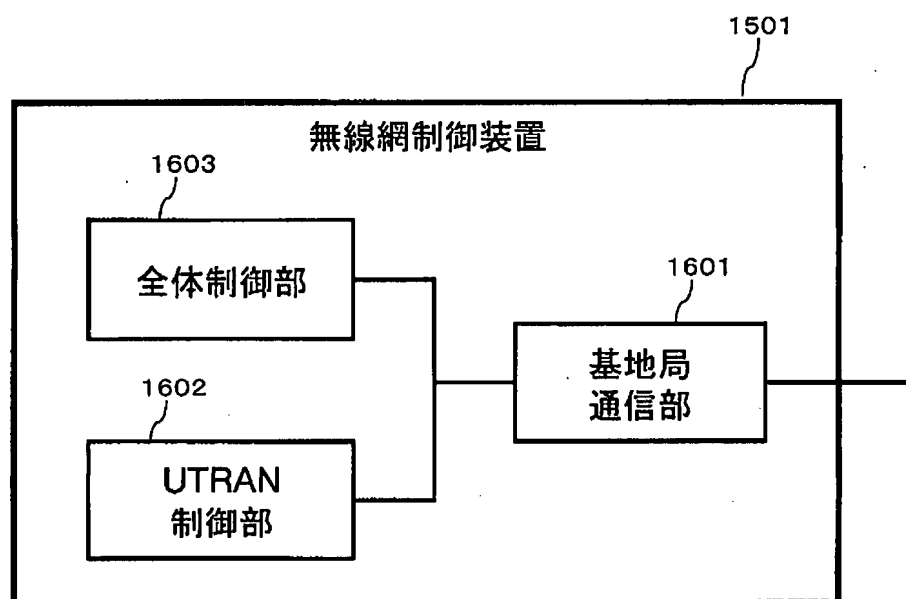 1501
無線網制御装置
1603
全体制御部
1601
基地局
通信部
1602
UTRAN
制御部